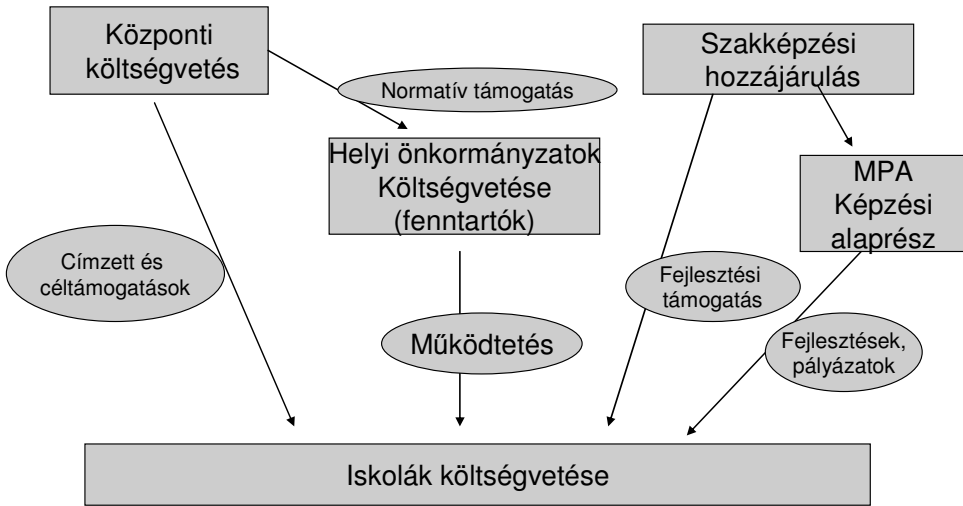 Központi
költségvetés
Szakképzési
hozzájárulás
Normatív támogatás
Helyi önkormányzatok
Költségvetése
(fenntartók)
MPA
Képzési
alaprész
Címzett és
céltámogatások
Fejlesztési
támogatás
Működtetés
Fejlesztések,
pályázatok
Iskolák költségvetése